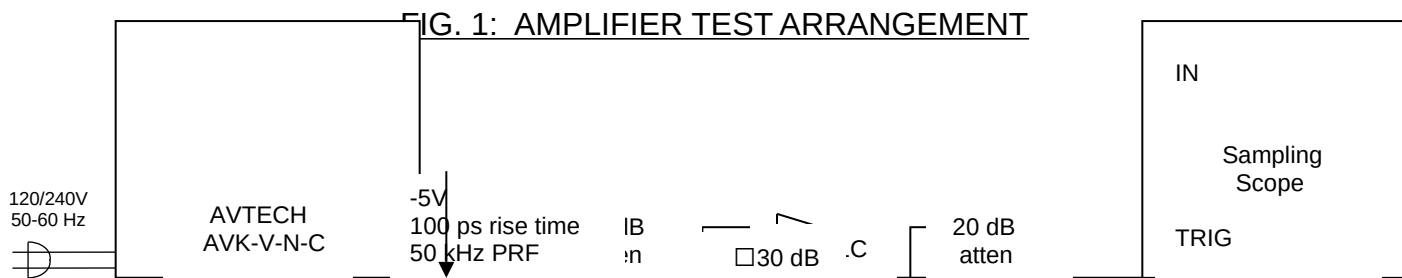 FIG. 1: AMPLIFIER TEST ARRANGEMENT
IN
Sampling
Scope
TRIG
120/240V
50-60 Hz
AVTECH
AVK-V-N-C
-5V
100 ps rise time
50 kHz PRF
30 dB
20 dB
atten